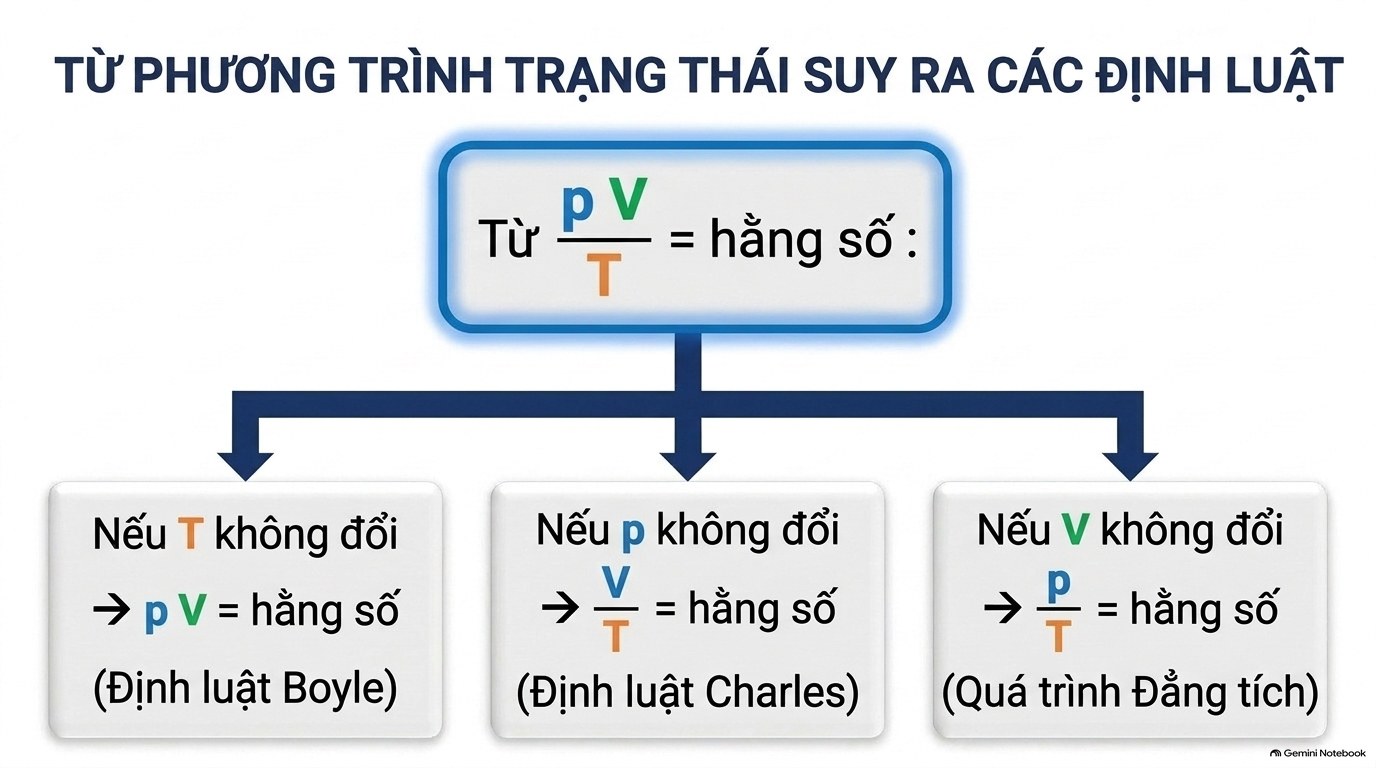 TỪ PHƯƠNG TRÌNH TRẠNG THÁI SUY RA CÁC ĐỊNH LUẬT
Từ p V / T = hằng số :
Nếu T không đổi
→ p V = hằng số
(Định luật Boyle)
Nếu p không đổi
→ V / T = hằng số
(Định luật Charles)
Nếu V không đổi
→ p / T = hằng số
(Quá trình Đẳng tích)
Gemini Notebook